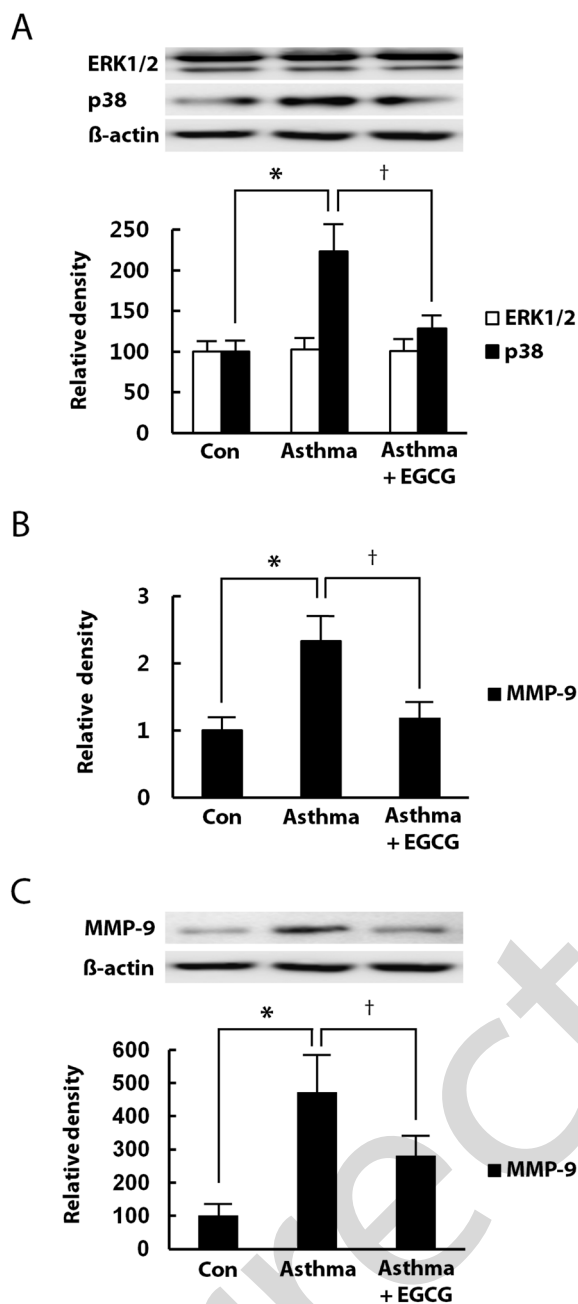 A
ERK1/2
p38
ß-actin
*
†
250
200
150
100
50
0
Relative density
ERK1/2
p38
Con
Asthma
Asthma
+ EGCG
B
*
†
3
2
1
0
Relative density
MMP-9
Con
Asthma
Asthma
+ EGCG
C
MMP-9
ß-actin
*
†
600
500
400
300
200
100
0
Relative density
MMP-9
Con
Asthma
Asthma
+ EGCG
rect